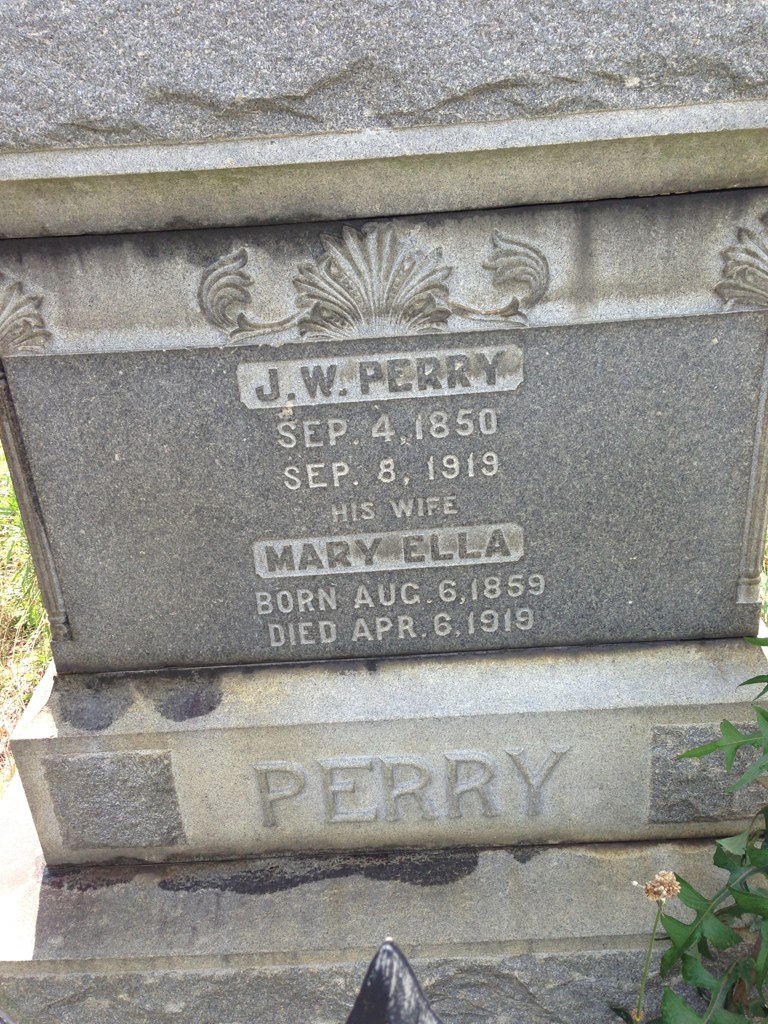 J.W. PERRY
SEP. 4, 1850
SEP. 8, 1919
HIS WIFE
MARY ELLA
BORN AUG. 6, 1859
DIED APR. 6, 1919
PERRY